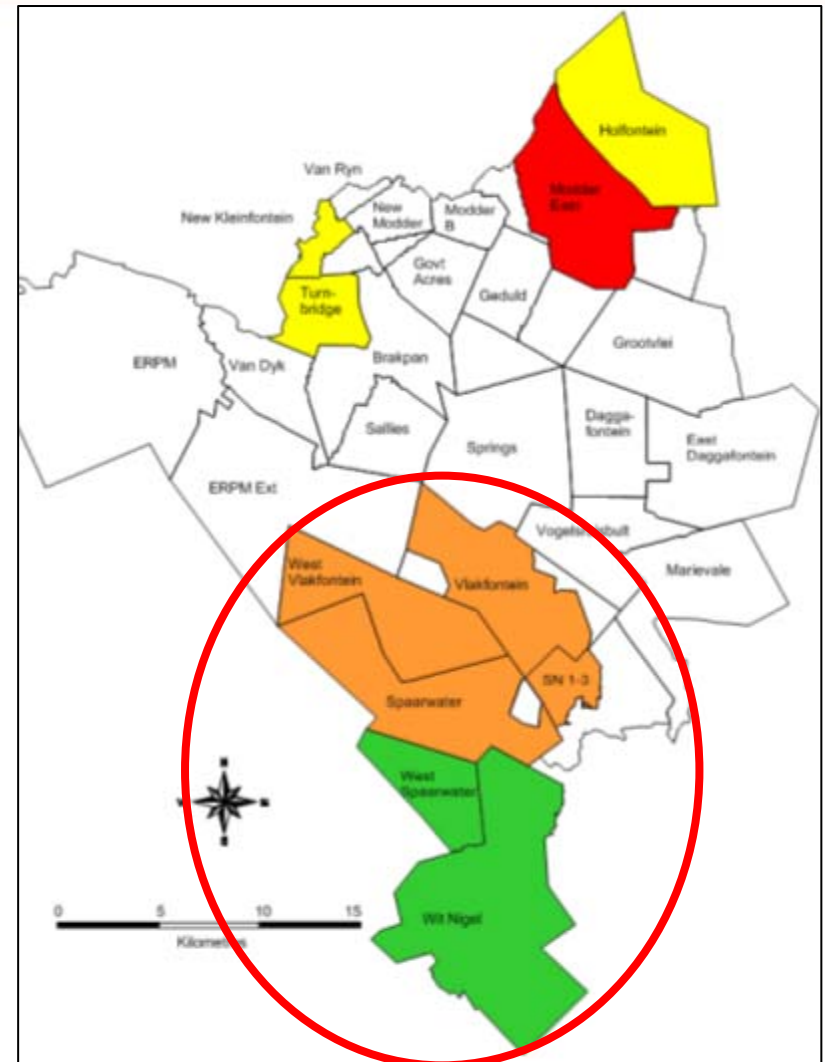 Holfontein
Van Ryn
Modder
East
New Kleinfontein
New
Modder
Modder
B
Govt
Acres
Geduld
Turn-
bridge
Grootvlei
ERPM
Van Dyk
Brakpan
Sallies
Dagga-
fontein
East
Daggafontein
Springs
ERPM Ext
West
Vlakfontein
Vlakfontein
Marievale
SN 1-3
Spaarwater
West
Spaarwater
0 5 10 15
Kilometres
Wit Nigel